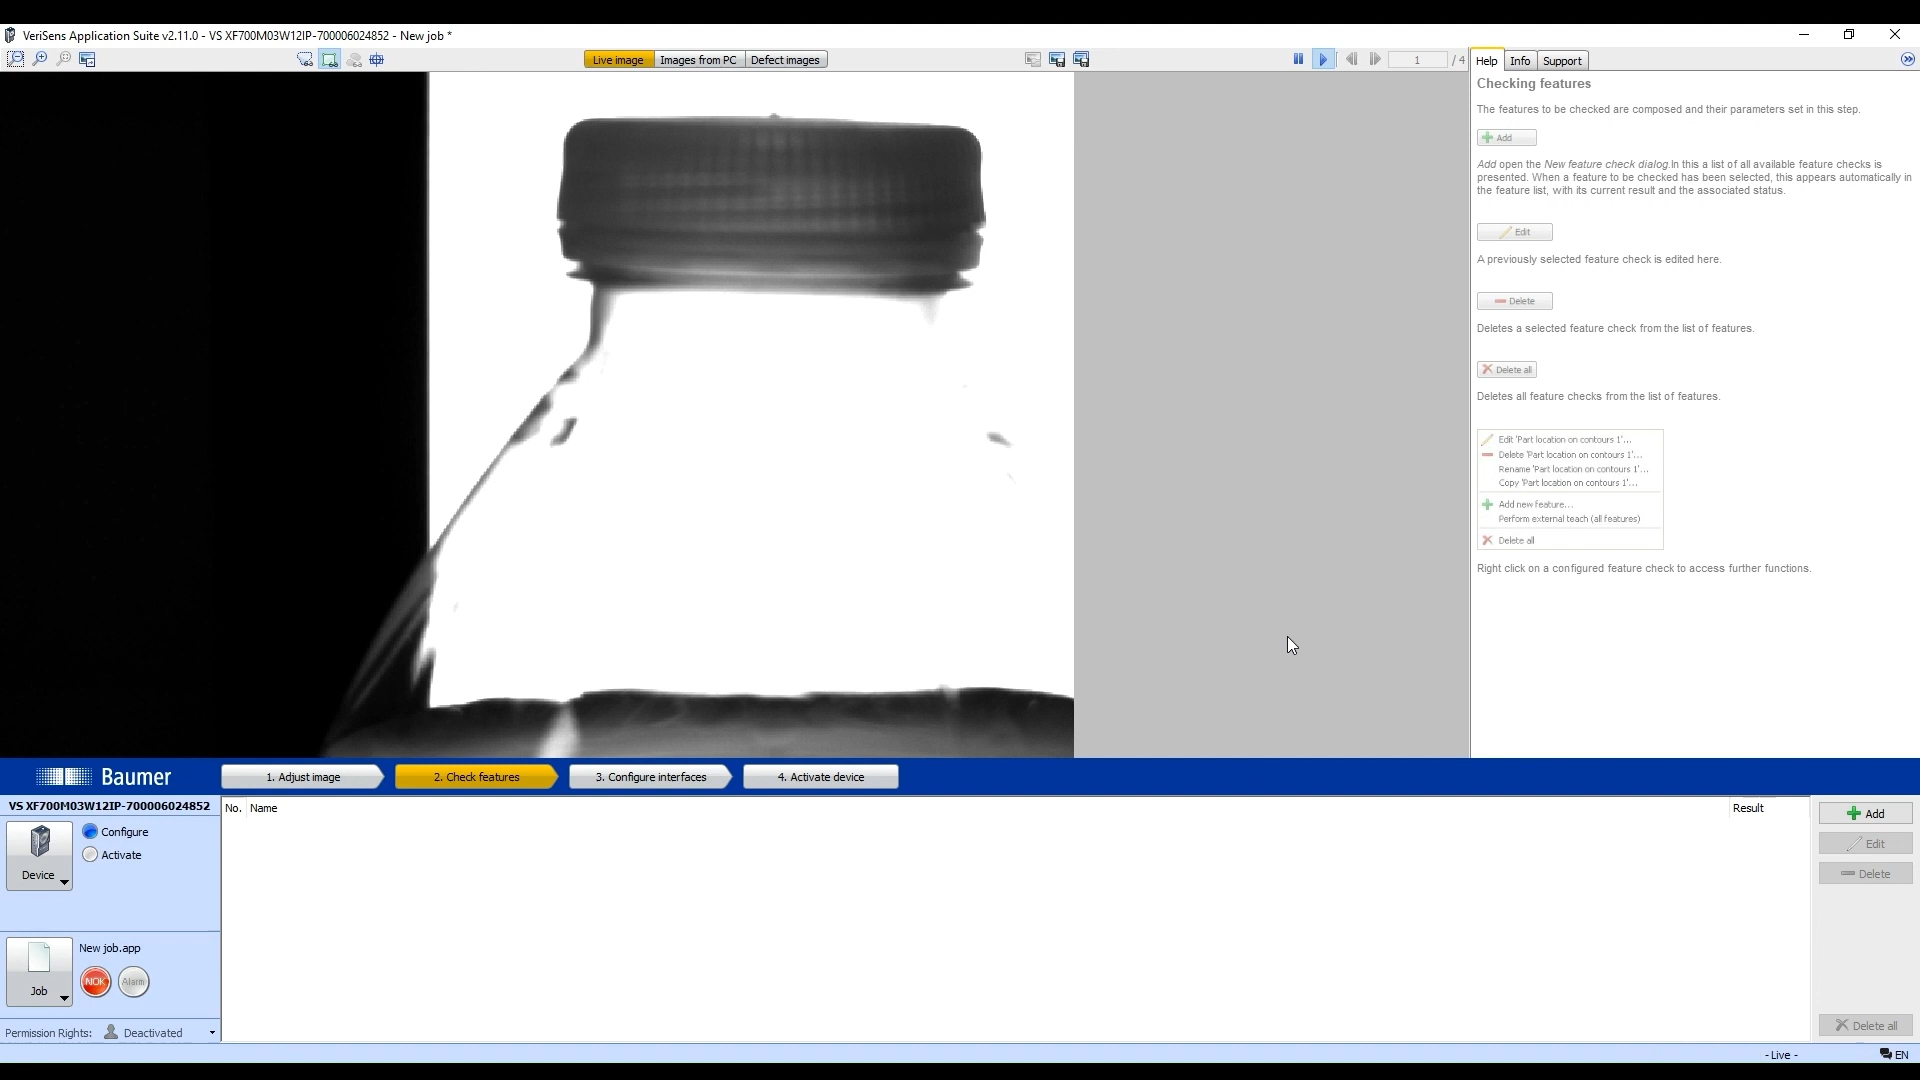 VeriSens Application Suite v2.11.0 - VS XF700M03W12IP-700006024852 - New job *
Live image Images from PC Defect images
1 / 4
Help Info Support
Checking features
The features to be checked are composed and their parameters set in this step.
Add
Add open the New feature check dialog.In this a list of all available feature checks is
presented. When a feature to be checked has been selected, this appears automatically in
the feature list, with its current result and the associated status.
Edit
A previously selected feature check is edited here.
Delete
Deletes a selected feature check from the list of features.
Delete all
Deletes all feature checks from the list of features.
Edit 'Part location on contours 1'...
Delete 'Part location on contours 1'...
Rename 'Part location on contours 1'...
Copy 'Part location on contours 1'...
Add new feature...
Perform external teach (all features)
Delete all
Right click on a configured feature check to access further functions.
Baumer
1. Adjust image 2. Check features 3. Configure interfaces 4. Activate device
VS XF700M03W12IP-700006024852
Device
Configure
Activate
New job.app
Job
NOK Alarm
Permission Rights: Deactivated
No. Name Result
Add
Edit
Delete
Delete all
- Live - EN